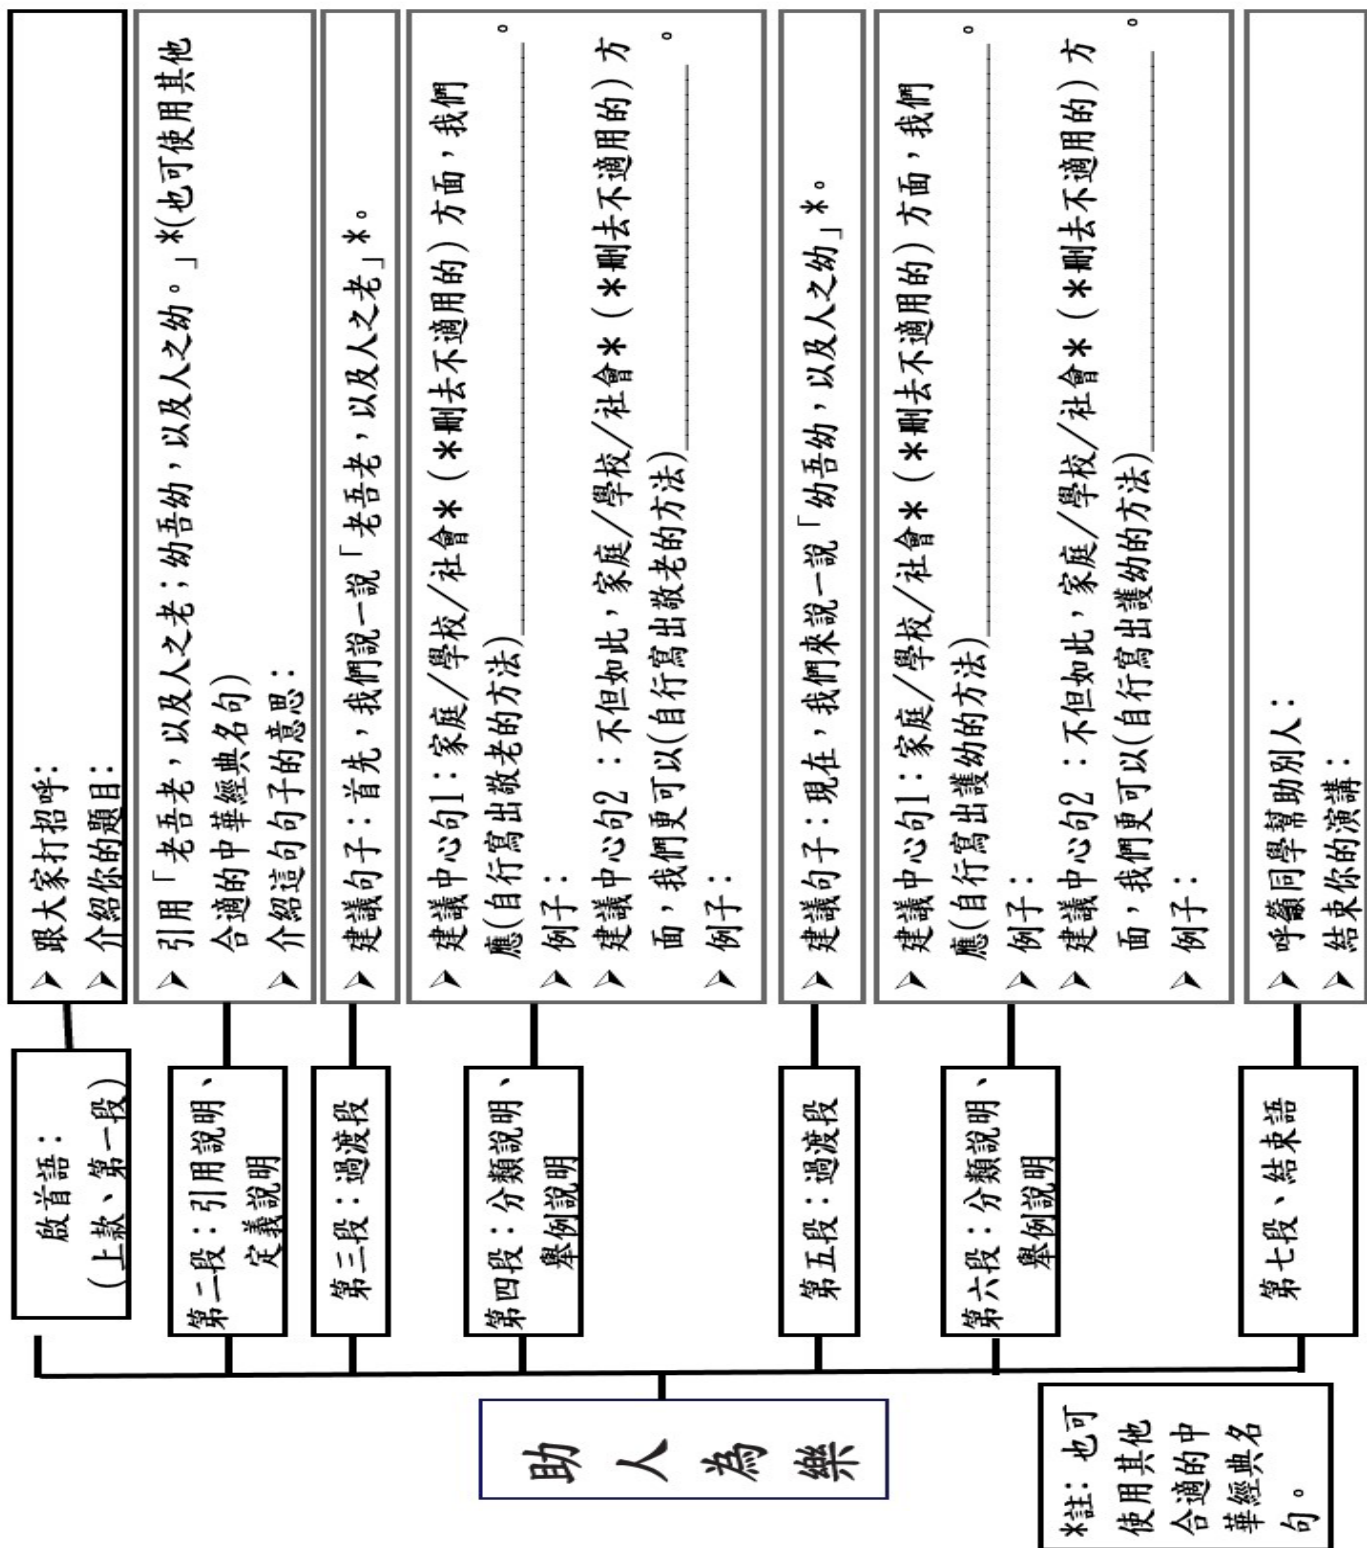 助人為樂
啟首語：
(上款、第一段)
➢ 跟大家打招呼：
➢ 介紹你的題目：
第二段：引用說明、
定義說明
➢ 引用「老吾老，以及人之老；幼吾幼，以及人之幼。」*(也可使用其他
合適的中華經典名句)
➢ 介紹這句句子的意思：
第三段：過渡段
➢ 建議句子：首先，我們說一說「老吾老，以及人之老」*。
第四段：分類說明、
舉例說明
➢ 建議中心句1：家庭/學校/社會*（*刪去不適用的）方面，我們
應(自行寫出敬老的方法)____________________。
➢ 例子：
➢ 建議中心句2：不但如此，家庭/學校/社會*（*刪去不適用的）方
面，我們更可以(自行寫出敬老的方法)____________________。
➢ 例子：
第五段：過渡段
➢ 建議句子：現在，我們來說一說「幼吾幼，以及人之幼」*。
第六段：分類說明、
舉例說明
➢ 建議中心句1：家庭/學校/社會*（*刪去不適用的）方面，我們
應(自行寫出護幼的方法)____________________。
➢ 例子：
➢ 建議中心句2：不但如此，家庭/學校/社會*（*刪去不適用的）方
面，我們更可以(自行寫出護幼的方法)____________________。
➢ 例子：
第七段、結束語
➢ 呼籲同學幫助別人：
➢ 結束你的演講：
*註：也可
使用其他
合適的中
華經典名
句。